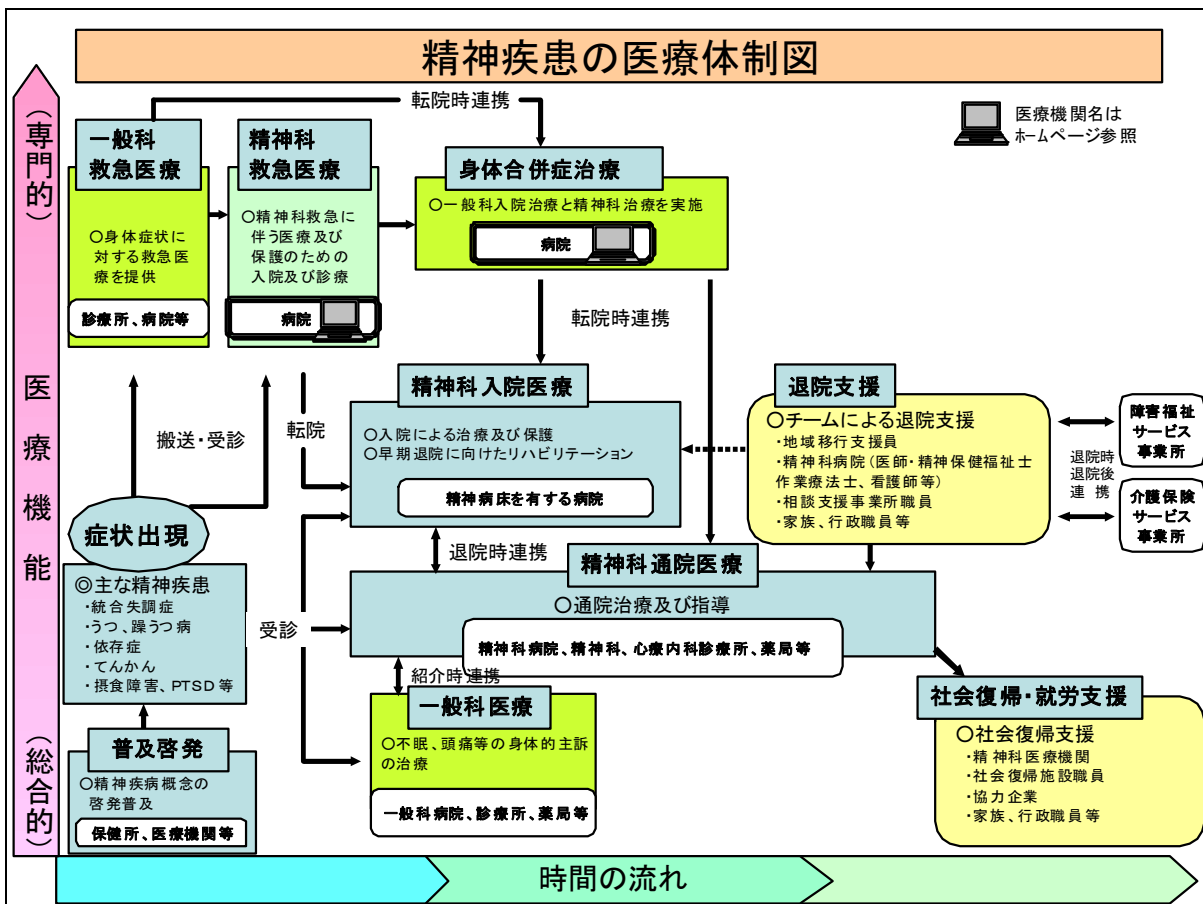 精神疾患の医療体制図
(専門的)
医療機能
(総合的)
転院時連携
医療機関名は
ホームページ参照
一般科
救急医療
○身体症状に
対する救急医
療を提供
診療所、病院等
精神科
救急医療
○精神科救急に
伴う医療及び
保護のための
入院及び診療
病院
身体合併症治療
○一般科入院治療と精神科治療を実施
病院
転院時連携
搬送・受診
転院
精神科入院医療
○入院による治療及び保護
○早期退院に向けたリハビリテーション
精神病床を有する病院
退院支援
○チームによる退院支援
・地域移行支援員
・精神科病院(医師・精神保健福祉士
作業療法士、看護師等)
・相談支援事業所職員
・家族、行政職員等
障害福祉
サービス
事業所
退院時
退院後
連携
介護保険
サービス
事業所
症状出現
◎主な精神疾患
・統合失調症
・うつ、躁うつ病
・依存症
・てんかん
・摂食障害、PTSD等
受診
退院時連携
精神科通院医療
○通院治療及び指導
精神科病院、精神科、心療内科診療所、薬局等
紹介時連携
一般科医療
○不眠、頭痛等の身体的主訴
の治療
一般科病院、診療所、薬局等
普及啓発
○精神疾病概念の
啓発普及
保健所、医療機関等
社会復帰・就労支援
○社会復帰支援
・精神科医療機関
・社会復帰施設職員
・協力企業
・家族、行政職員等
時間の流れ